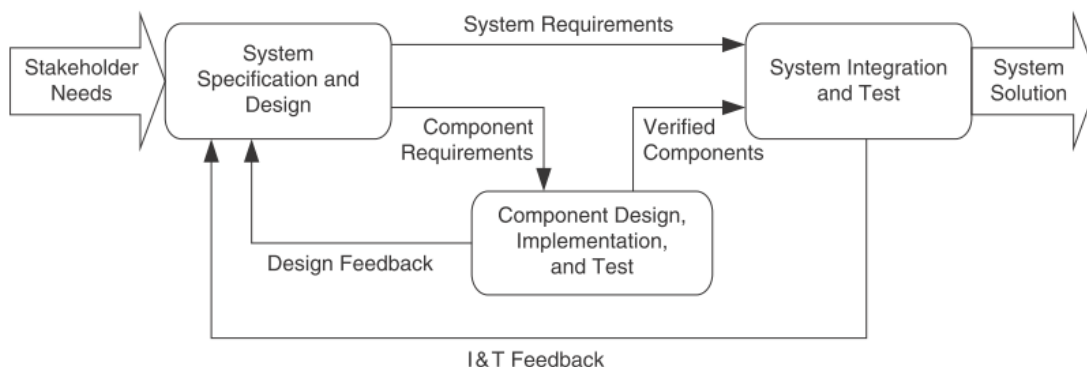 System Requirements
Stakeholder
Needs
System
Specification and
Design
System Integration
and Test
System
Solution
Component
Requirements
Verified
Components
Component Design,
Implementation,
and Test
Design Feedback
I&T Feedback